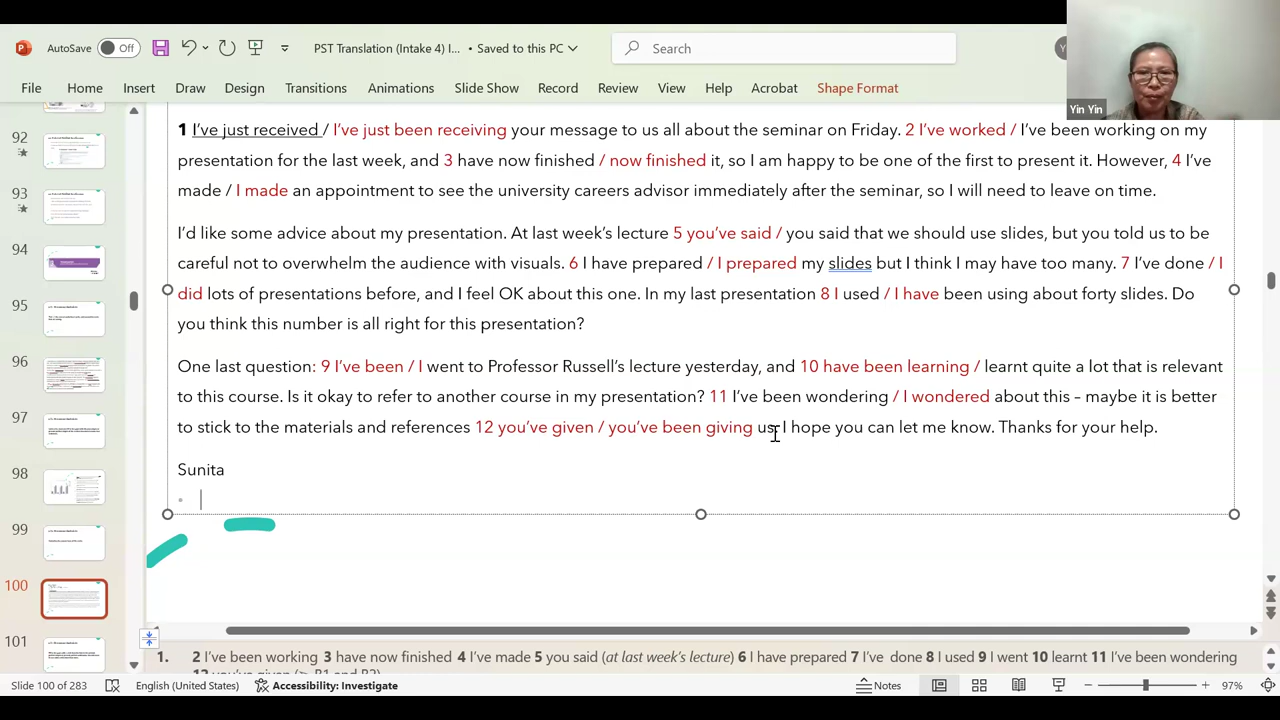 AutoSave Off PST Translation (Intake 4) I... • Saved to this PC Search
File Home Insert Draw Design Transitions Animations Slide Show Record Review View Help Acrobat Shape Format
Yin Yin
1 I've just received / I've just been receiving your message to us all about the seminar on Friday. 2 I've worked / I've been working on my
presentation for the last week, and 3 have now finished / now finished it, so I am happy to be one of the first to present it. However, 4 I've
made / I made an appointment to see the university careers advisor immediately after the seminar, so I will need to leave on time.
I'd like some advice about my presentation. At last week's lecture 5 you've said / you said that we should use slides, but you told us to be
careful not to overwhelm the audience with visuals. 6 I have prepared / I prepared my slides but I think I may have too many. 7 I've done / I
did lots of presentations before, and I feel OK about this one. In my last presentation 8 I used / I have been using about forty slides. Do
you think this number is all right for this presentation?
One last question: 9 I've been / I went to Professor Russell's lecture yesterday, and 10 have been learning / learnt quite a lot that is relevant
to this course. Is it okay to refer to another course in my presentation? 11 I've been wondering / I wondered about this – maybe it is better
to stick to the materials and references 12 you've given / you've been giving us. I hope you can let me know. Thanks for your help.
Sunita
92
93
94
95
96
97
98
99
100
101
1. 2 I've been working 3 have now finished 4 I've made 5 you said (at last week's lecture) 6 I have prepared 7 I've done 8 I used 9 I went 10 learnt 11 I've been wondering
Slide 100 of 283 English (United States) Accessibility: Investigate Notes 97%